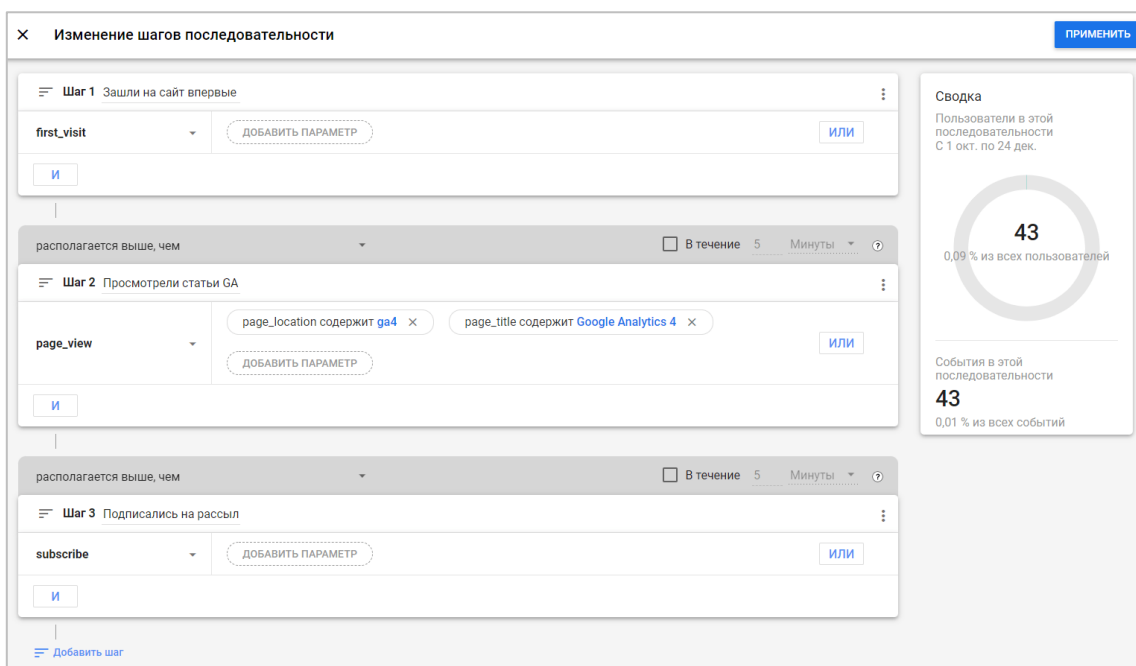 Изменение шагов последовательности
ПРИМЕНИТЬ
Шаг 1 Зашли на сайт впервые
first_visit
ДОБАВИТЬ ПАРАМЕТР
ИЛИ
И
располагается выше, чем
В течение 5 Минуты ?
Шаг 2 Просмотрели статьи GA
page_view
page_location содержит ga4
page_title содержит Google Analytics 4
ДОБАВИТЬ ПАРАМЕТР
ИЛИ
И
располагается выше, чем
В течение 5 Минуты ?
Шаг 3 Подписались на рассыл
subscribe
ДОБАВИТЬ ПАРАМЕТР
ИЛИ
И
Добавить шаг
Сводка
Пользователи в этой
последовательности
С 1 окт. по 24 дек.
43
0,09 % из всех пользователей
События в этой
последовательности
43
0,01 % из всех событий